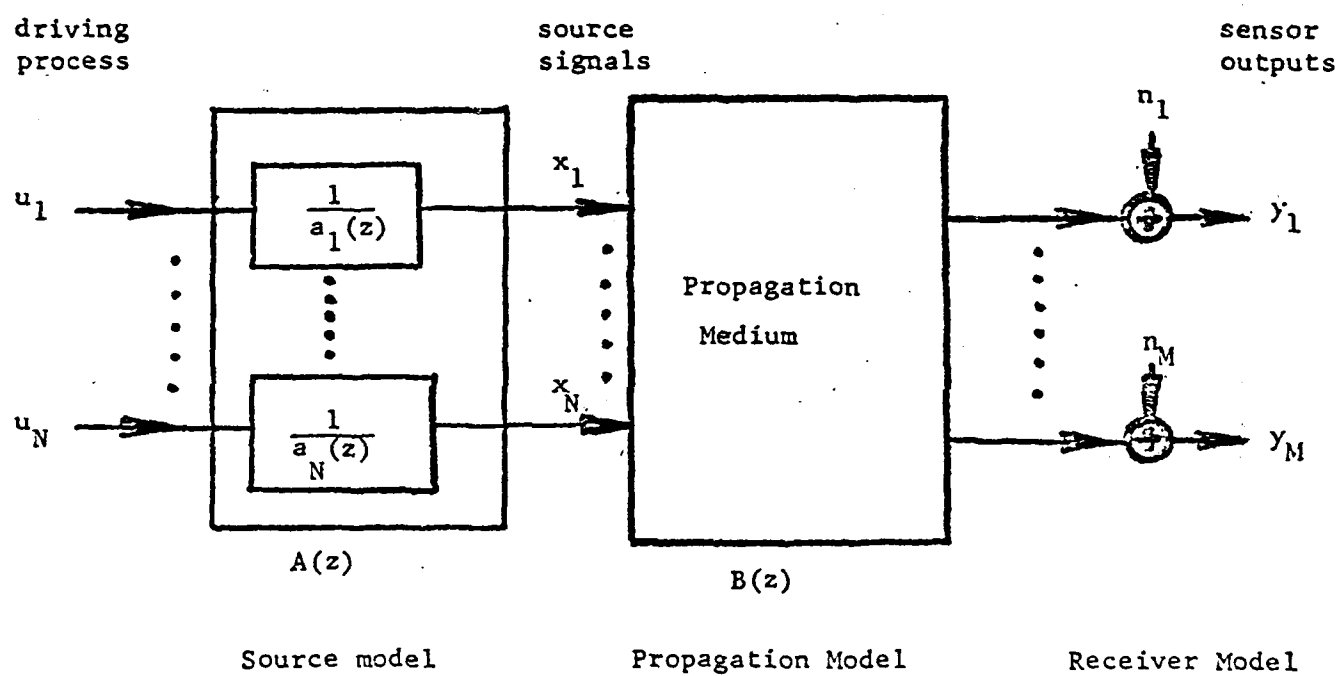 driving process
source signals
sensor outputs
n1
u1
1
a1(z)
x1
y1
Propagation
Medium
nM
uN
1
aN(z)
xN
yM
A(z)
B(z)
Source model
Propagation Model
Receiver Model